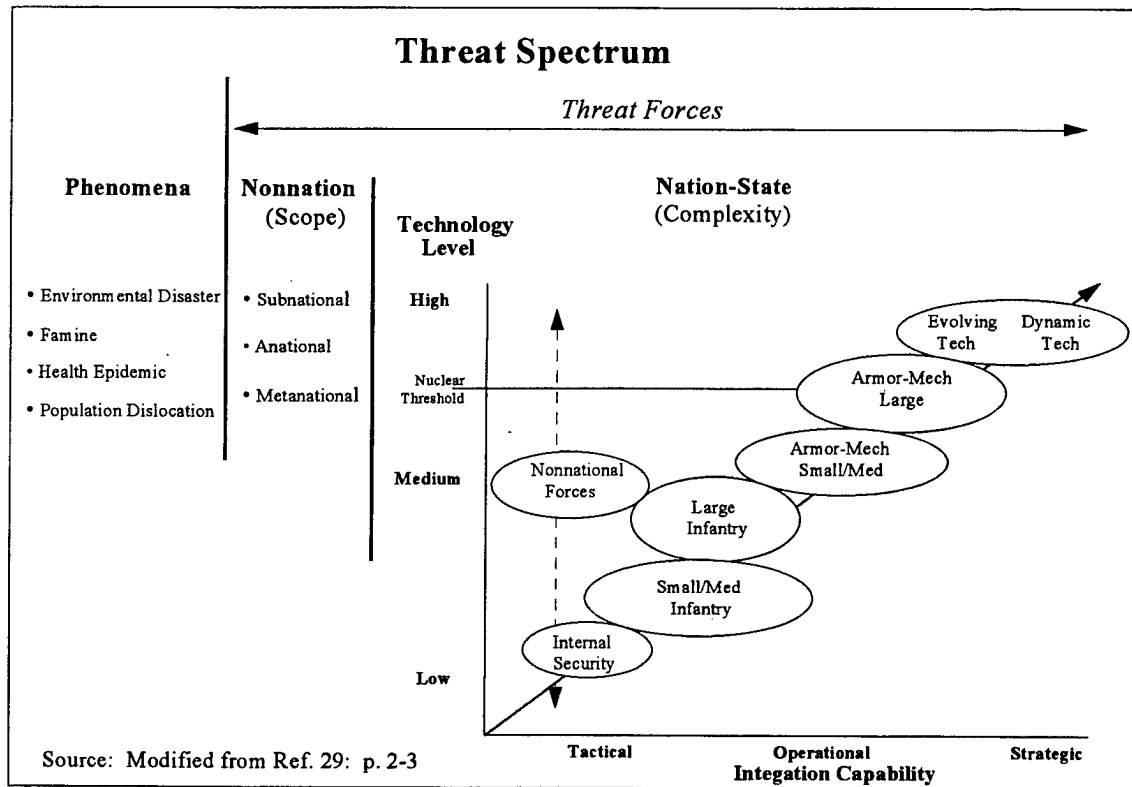 Threat Spectrum
Threat Forces
Phenomena
Nonnation
(Scope)
Nation-State
(Complexity)
Technology
Level
• Environmental Disaster
• Famine
• Health Epidemic
• Population Dislocation
• Subnational
• Anational
• Metanational
High
Nuclear
Threshold
Medium
Low
Evolving Dynamic
Tech Tech
Armor-Mech
Large
Armor-Mech
Small/Med
Nonnational
Forces
Large
Infantry
Small/Med
Infantry
Internal
Security
Tactical Operational Strategic
Integation Capability
Source: Modified from Ref. 29: p. 2-3